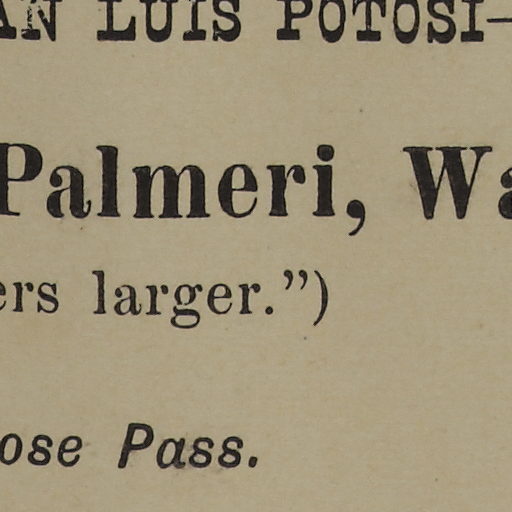 AN LUIS POTOSI—
Palmeri, Wa
ers larger.”)
ose Pass.